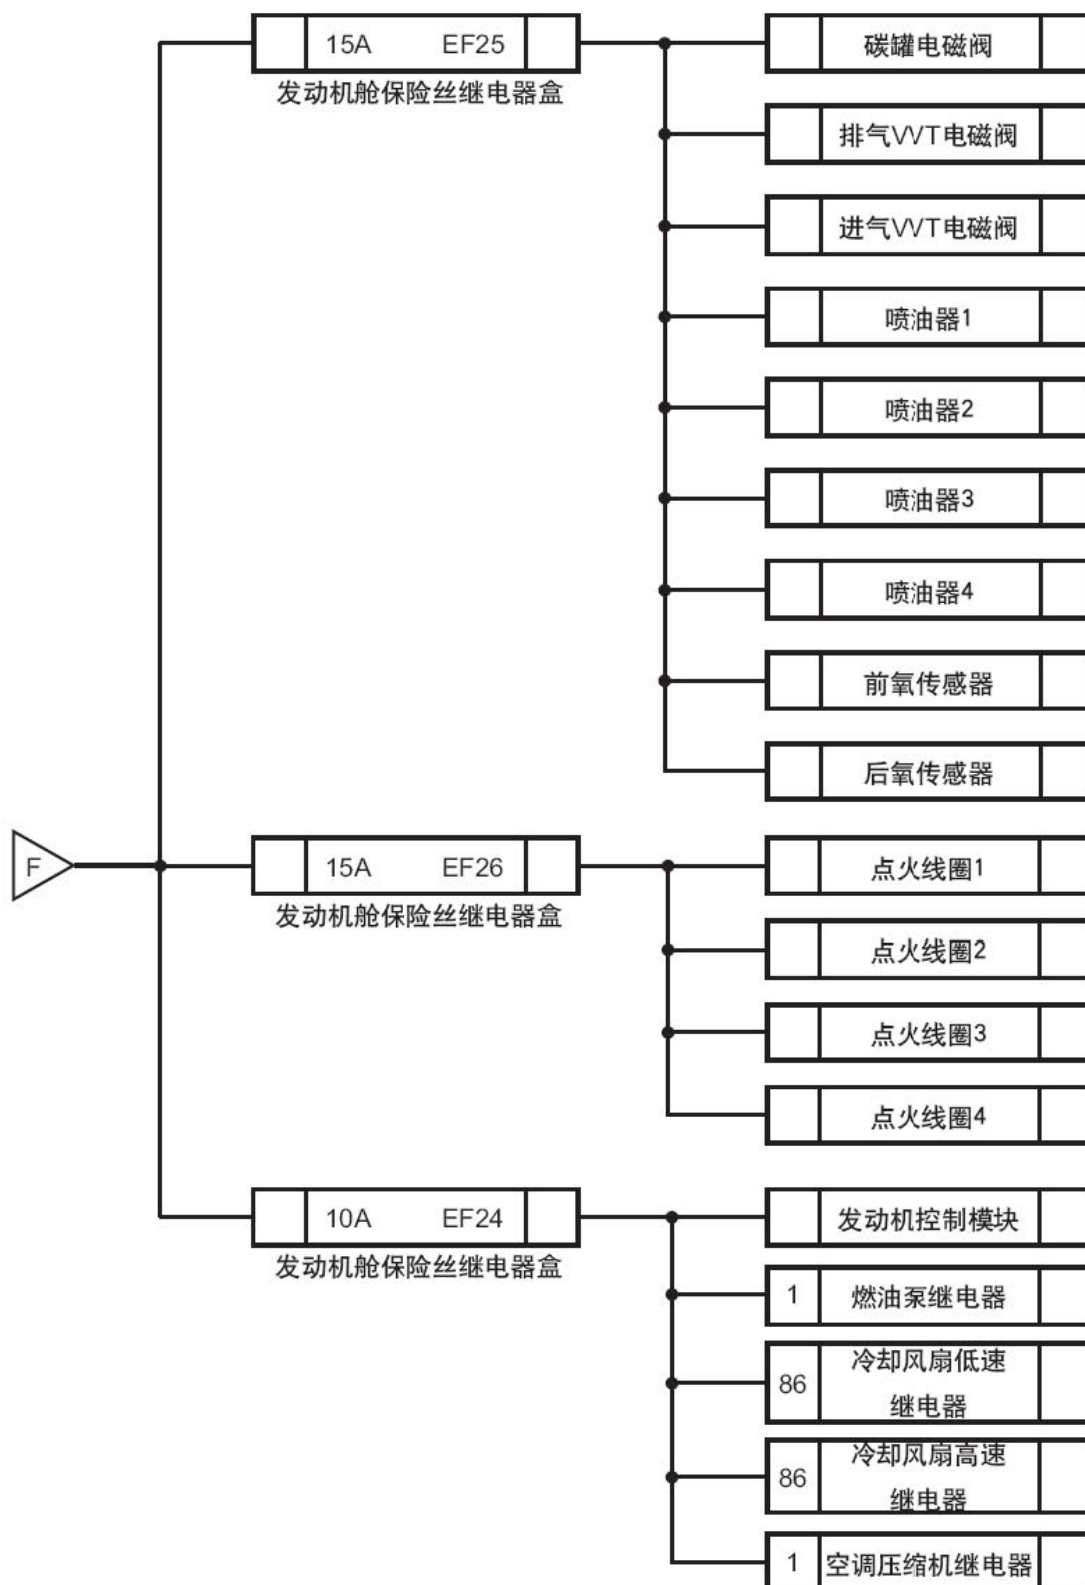 15A EF25
发动机舱保险丝继电器盒
碳罐电磁阀
排气VVT电磁阀
进气VVT电磁阀
喷油器1
喷油器2
喷油器3
喷油器4
前氧传感器
后氧传感器
F
15A EF26
发动机舱保险丝继电器盒
点火线圈1
点火线圈2
点火线圈3
点火线圈4
10A EF24
发动机舱保险丝继电器盒
发动机控制模块
1 燃油泵继电器
86 冷却风扇低速
继电器
86 冷却风扇高速
继电器
1 空调压缩机继电器